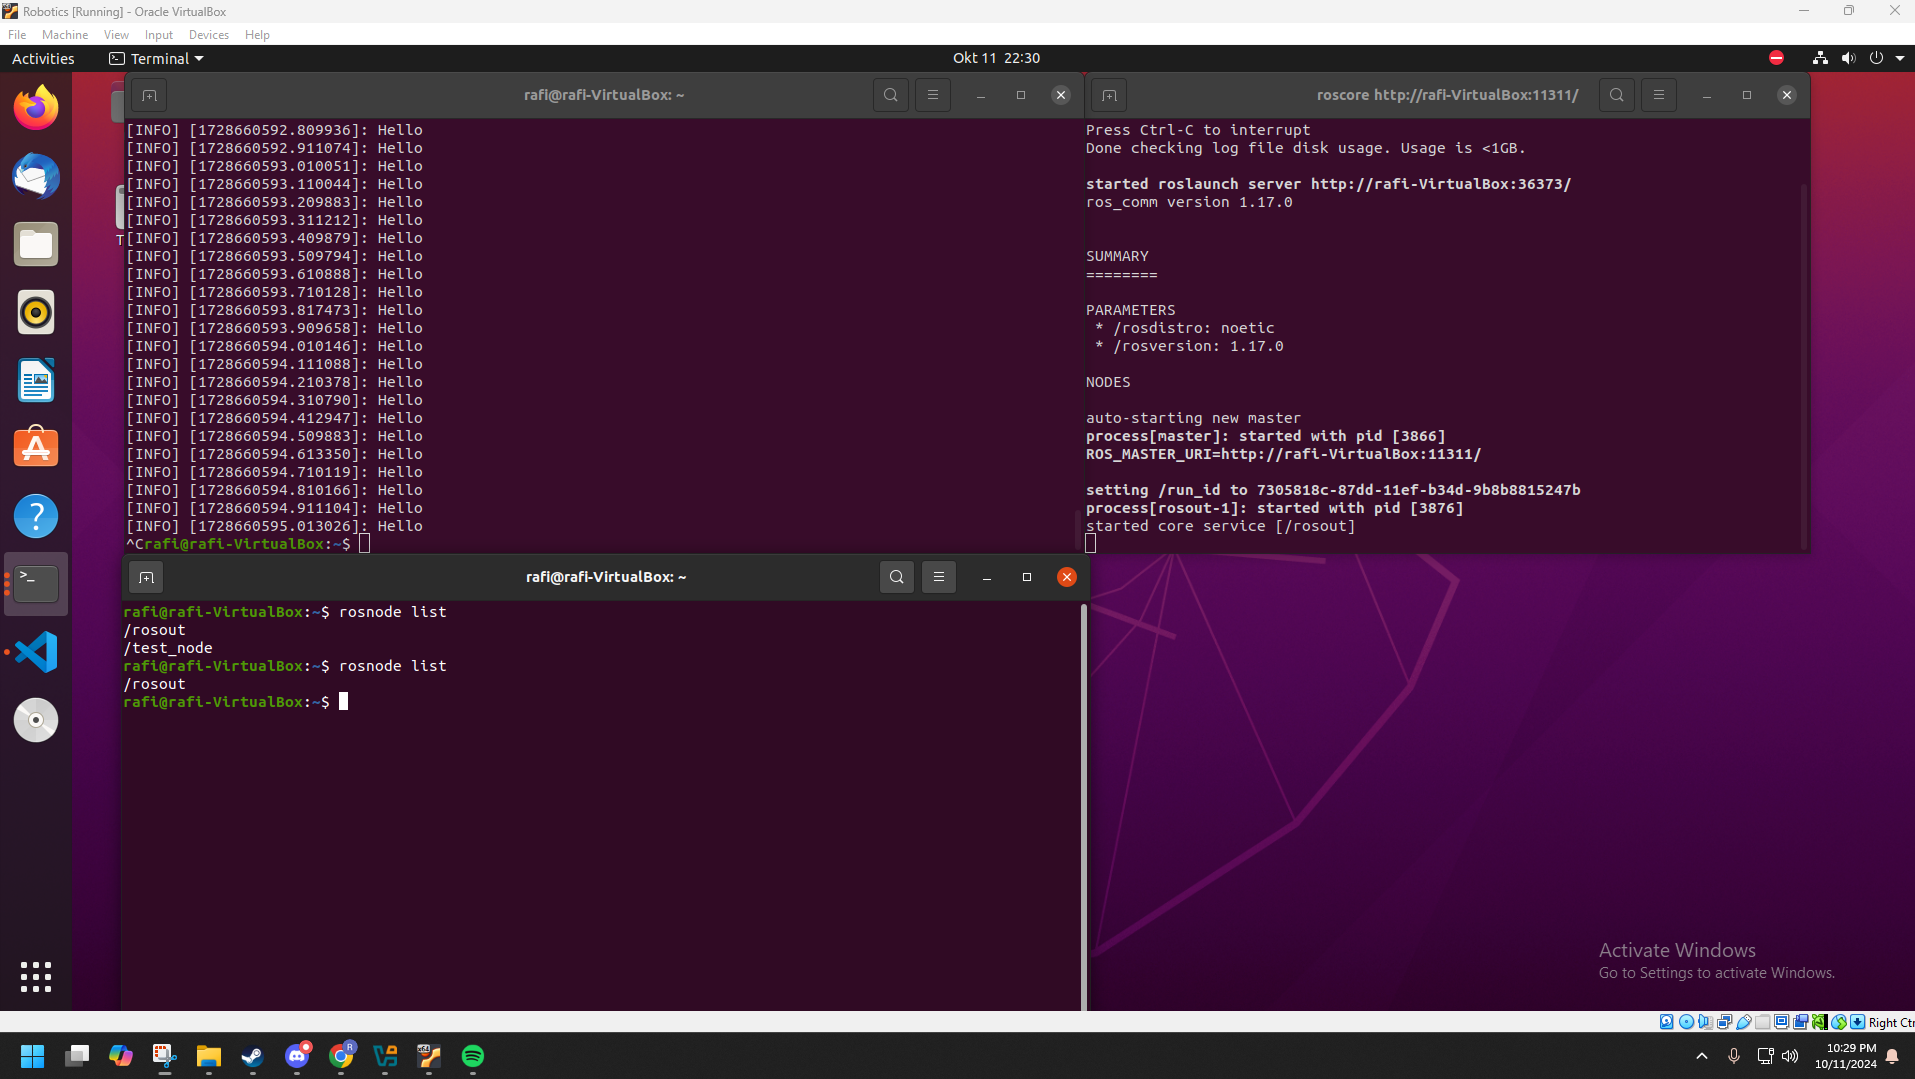 Robotics [Running] - Oracle VirtualBox
File Machine View Input Devices Help
Activities Terminal Okt 11 22:30
rafi@rafi-VirtualBox: ~
[INFO] [1728660592.809936]: Hello
[INFO] [1728660592.911074]: Hello
[INFO] [1728660593.010051]: Hello
[INFO] [1728660593.110044]: Hello
[INFO] [1728660593.209883]: Hello
[INFO] [1728660593.311212]: Hello
[INFO] [1728660593.409879]: Hello
[INFO] [1728660593.509794]: Hello
[INFO] [1728660593.610888]: Hello
[INFO] [1728660593.710128]: Hello
[INFO] [1728660593.817473]: Hello
[INFO] [1728660593.909658]: Hello
[INFO] [1728660594.010146]: Hello
[INFO] [1728660594.111088]: Hello
[INFO] [1728660594.210378]: Hello
[INFO] [1728660594.310790]: Hello
[INFO] [1728660594.412947]: Hello
[INFO] [1728660594.509883]: Hello
[INFO] [1728660594.613350]: Hello
[INFO] [1728660594.710119]: Hello
[INFO] [1728660594.810166]: Hello
[INFO] [1728660594.911104]: Hello
[INFO] [1728660595.013026]: Hello
^Crafi@rafi-VirtualBox:~$
roscore http://rafi-VirtualBox:11311/
Press Ctrl-C to interrupt
Done checking log file disk usage. Usage is <1GB.
started roslaunch server http://rafi-VirtualBox:36373/
ros_comm version 1.17.0
SUMMARY
========
PARAMETERS
* /rosdistro: noetic
* /rosversion: 1.17.0
NODES
auto-starting new master
process[master]: started with pid [3866]
ROS_MASTER_URI=http://rafi-VirtualBox:11311/
setting /run_id to 7305818c-87dd-11ef-b34d-9b8b8815247b
process[rosout-1]: started with pid [3876]
started core service [/rosout]
rafi@rafi-VirtualBox: ~
rafi@rafi-VirtualBox:~$ rosnode list
/rosout
/test_node
rafi@rafi-VirtualBox:~$ rosnode list
/rosout
rafi@rafi-VirtualBox:~$
Activate Windows
Go to Settings to activate Windows.
Right Ctr
10:29 PM
10/11/2024